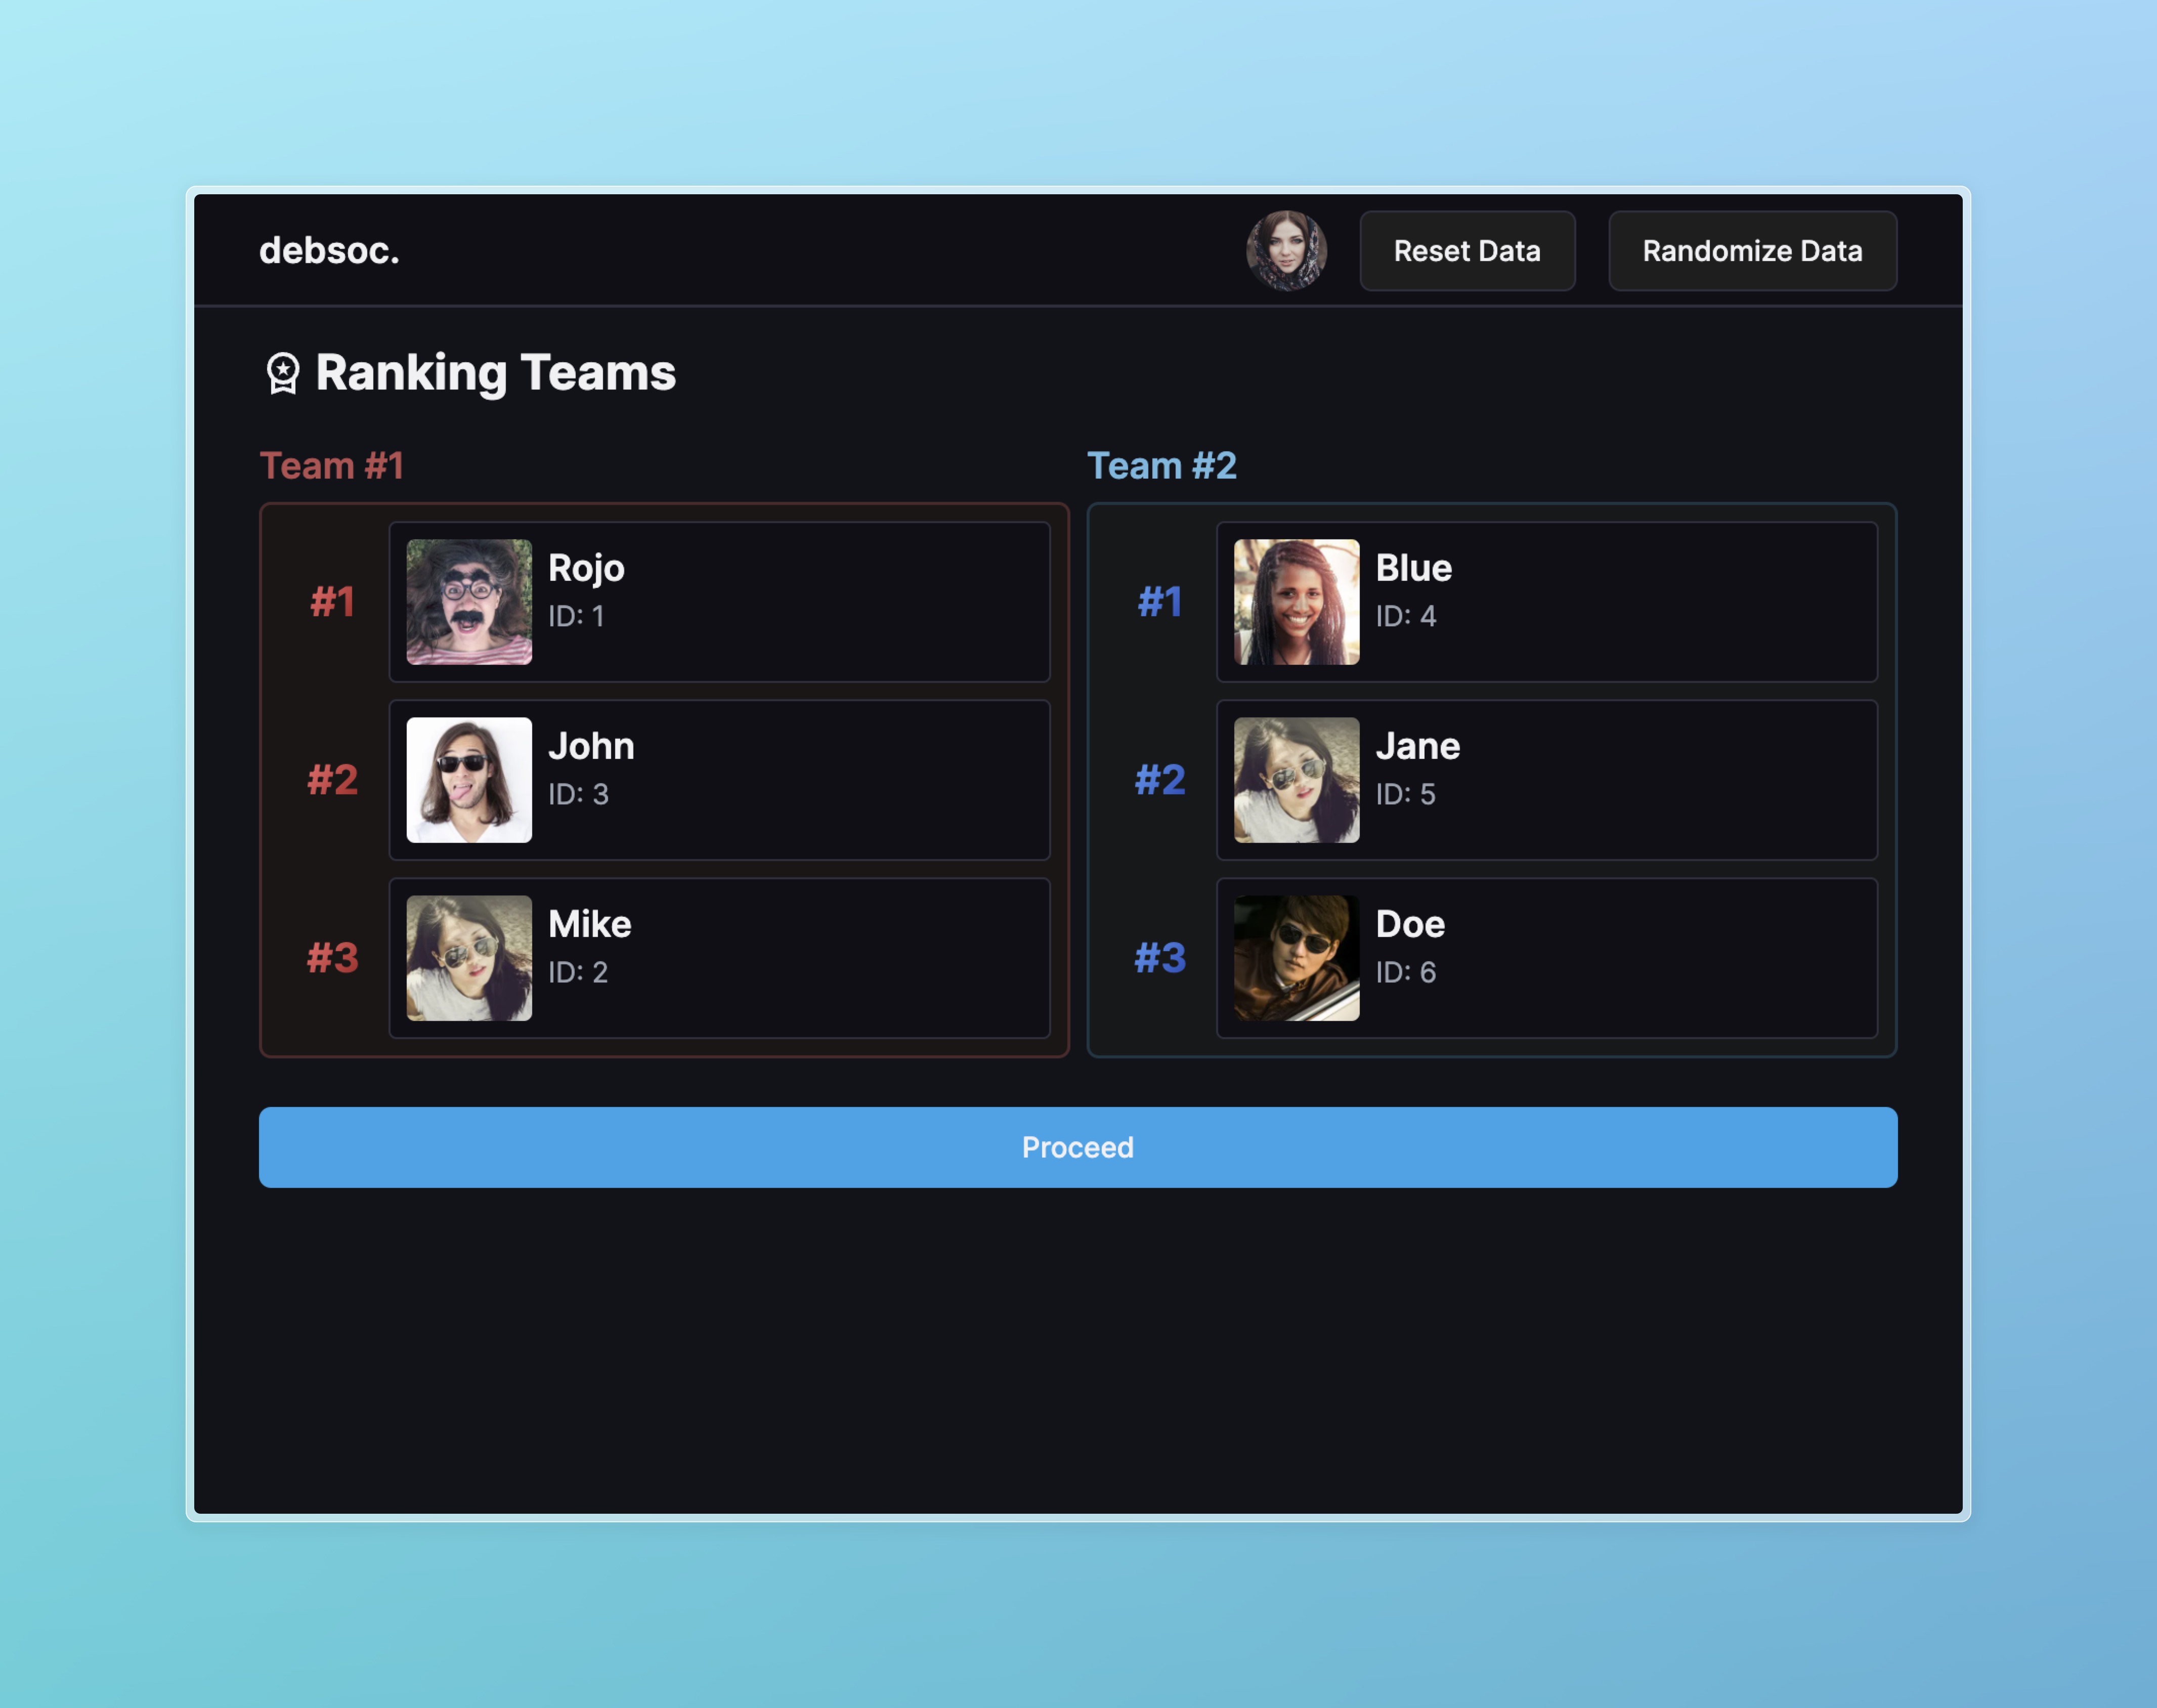 debsoc.
Reset Data
Randomize Data
Ranking Teams
Team #1
#1
Rojo
ID: 1
#2
John
ID: 3
#3
Mike
ID: 2
Team #2
#1
Blue
ID: 4
#2
Jane
ID: 5
#3
Doe
ID: 6
Proceed